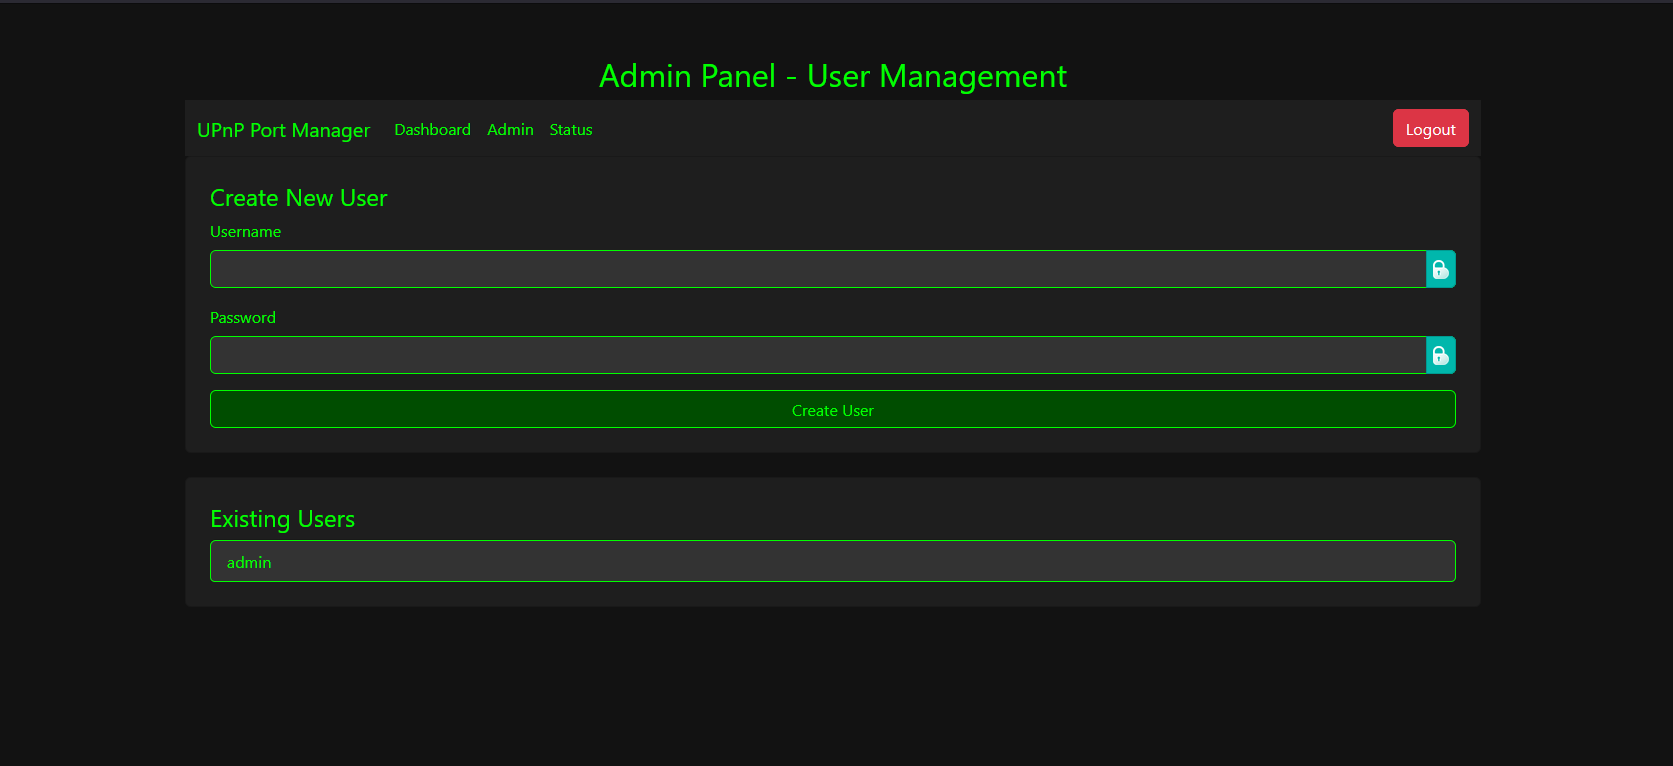 Admin Panel - User Management
UPnP Port Manager Dashboard Admin Status Logout
Create New User
Username
Password
Create User
Existing Users
admin